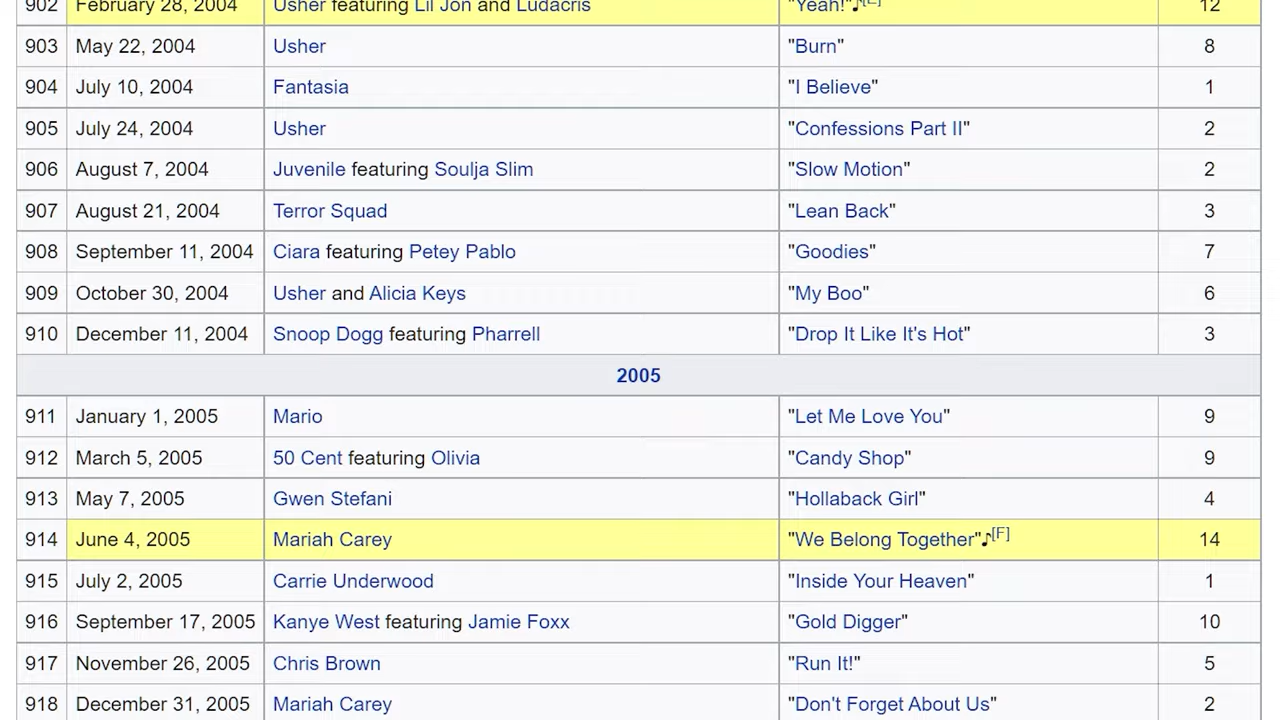 902 February 28, 2004 Usher featuring Lil Jon and Ludacris "Yeah!"♪[E] 12
903 May 22, 2004 Usher "Burn" 8
904 July 10, 2004 Fantasia "I Believe" 1
905 July 24, 2004 Usher "Confessions Part II" 2
906 August 7, 2004 Juvenile featuring Soulja Slim "Slow Motion" 2
907 August 21, 2004 Terror Squad "Lean Back" 3
908 September 11, 2004 Ciara featuring Petey Pablo "Goodies" 7
909 October 30, 2004 Usher and Alicia Keys "My Boo" 6
910 December 11, 2004 Snoop Dogg featuring Pharrell "Drop It Like It's Hot" 3
2005
911 January 1, 2005 Mario "Let Me Love You" 9
912 March 5, 2005 50 Cent featuring Olivia "Candy Shop" 9
913 May 7, 2005 Gwen Stefani "Hollaback Girl" 4
914 June 4, 2005 Mariah Carey "We Belong Together"♪[F] 14
915 July 2, 2005 Carrie Underwood "Inside Your Heaven" 1
916 September 17, 2005 Kanye West featuring Jamie Foxx "Gold Digger" 10
917 November 26, 2005 Chris Brown "Run It!" 5
918 December 31, 2005 Mariah Carey "Don't Forget About Us" 2